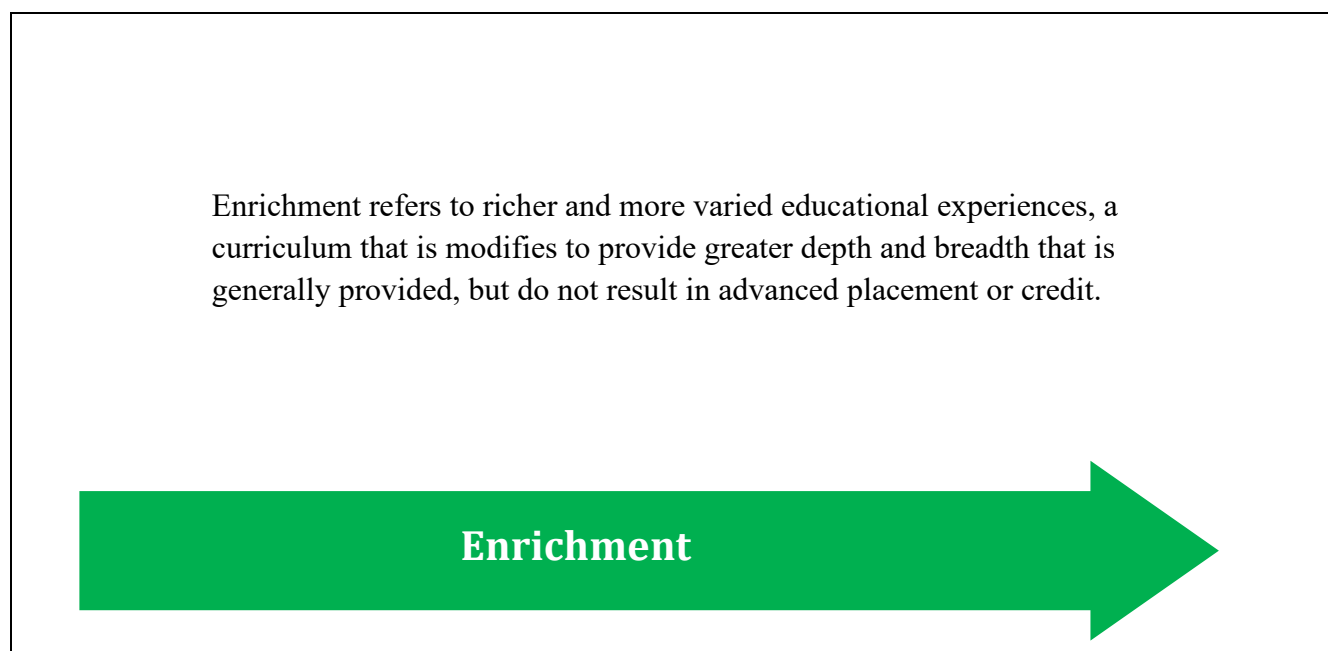 Enrichment refers to richer and more varied educational experiences, a
curriculum that is modifies to provide greater depth and breadth that is
generally provided, but do not result in advanced placement or credit.
Enrichment